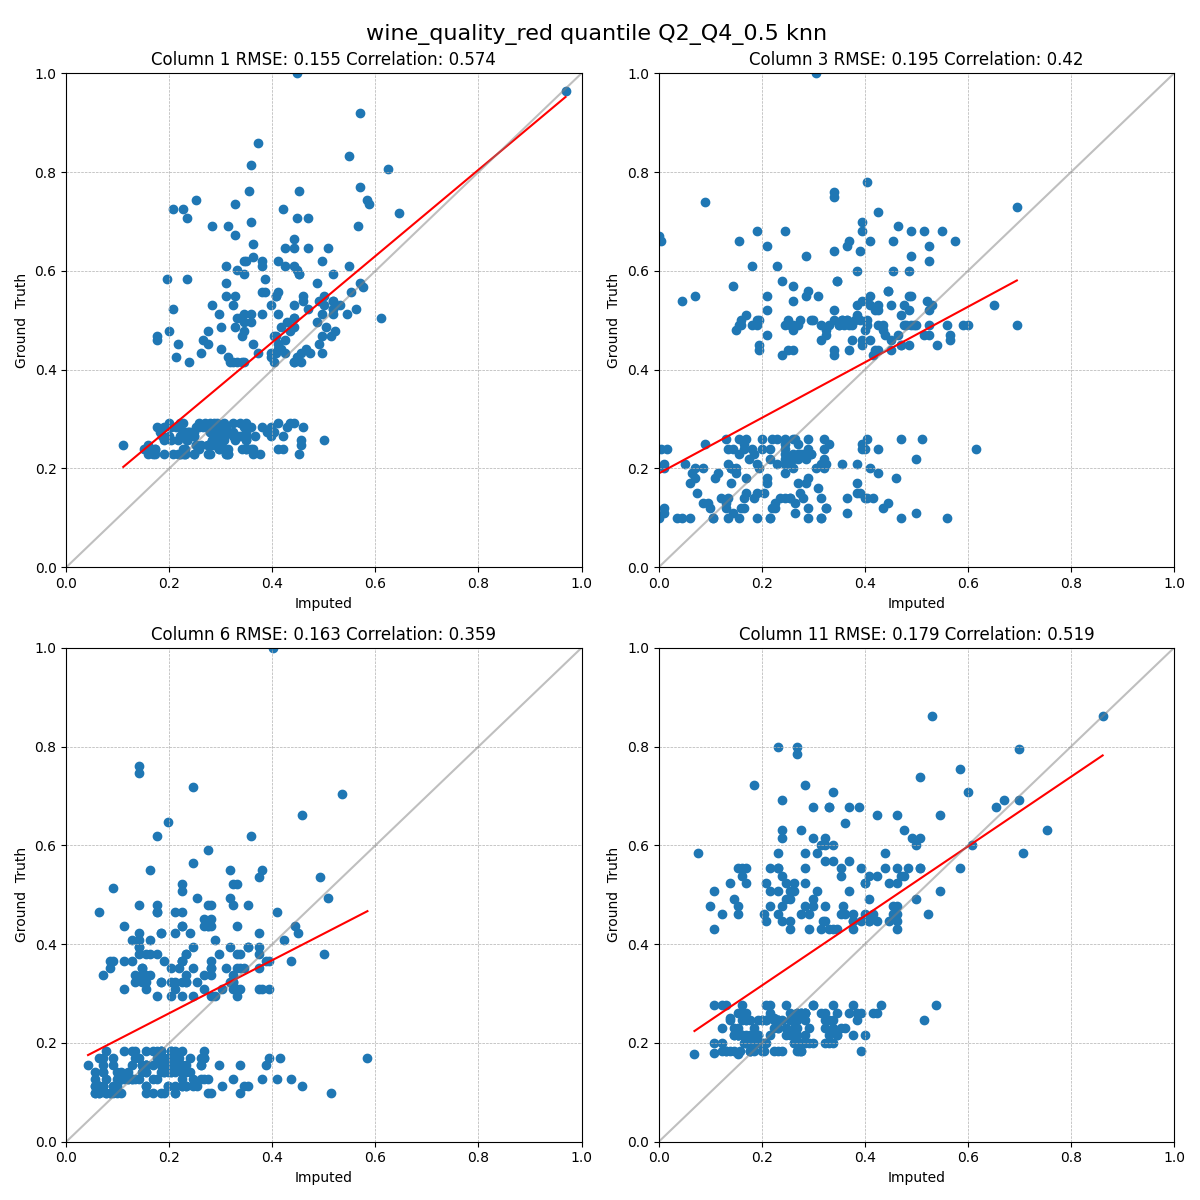 wine_quality_red quantile Q2_Q4_0.5 knn
Column 1 RMSE: 0.155 Correlation: 0.574
Column 3 RMSE: 0.195 Correlation: 0.42
1.0
0.8
0.6
0.4
0.2
0.0
Ground Truth
0.0 0.2 0.4 0.6 0.8 1.0
Imputed
1.0
0.8
0.6
0.4
0.2
0.0
Ground Truth
0.0 0.2 0.4 0.6 0.8 1.0
Imputed
Column 6 RMSE: 0.163 Correlation: 0.359
Column 11 RMSE: 0.179 Correlation: 0.519
1.0
0.8
0.6
0.4
0.2
0.0
Ground Truth
0.0 0.2 0.4 0.6 0.8 1.0
Imputed
1.0
0.8
0.6
0.4
0.2
0.0
Ground Truth
0.0 0.2 0.4 0.6 0.8 1.0
Imputed